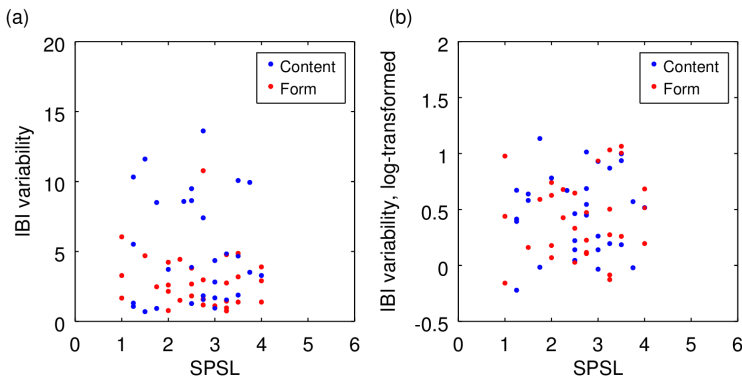 (a)
(b)
IBI variability
20
15
10
5
0
0
1
2
3
4
5
6
SPSL
Content
Form
IBI variability, log-transformed
2
1.5
1
0.5
0
-0.5
0
1
2
3
4
5
6
SPSL
Content
Form